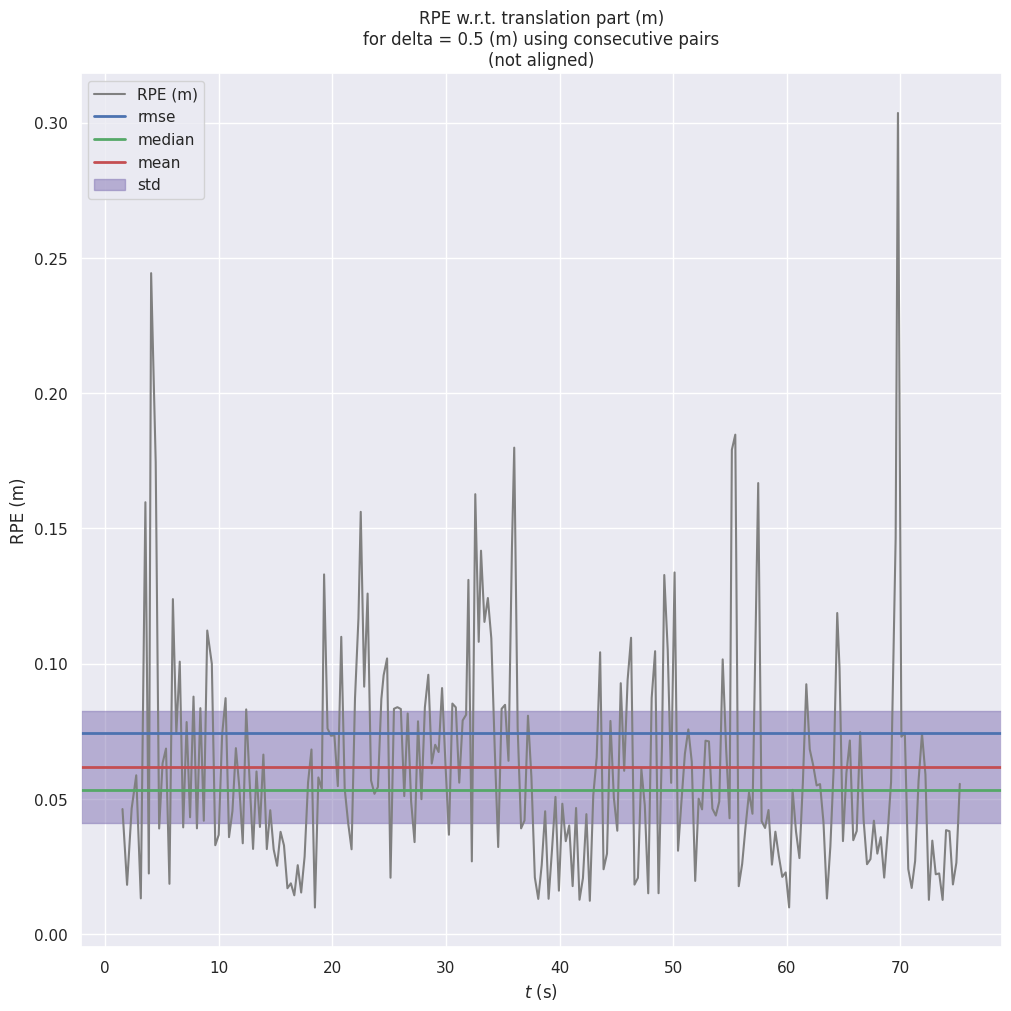 RPE w.r.t. translation part (m)
for delta = 0.5 (m) using consecutive pairs
(not aligned)
RPE (m)
rmse
median
mean
std
RPE (m)
0.30
0.25
0.20
0.15
0.10
0.05
0.00
0 10 20 30 40 50 60 70
t (s)